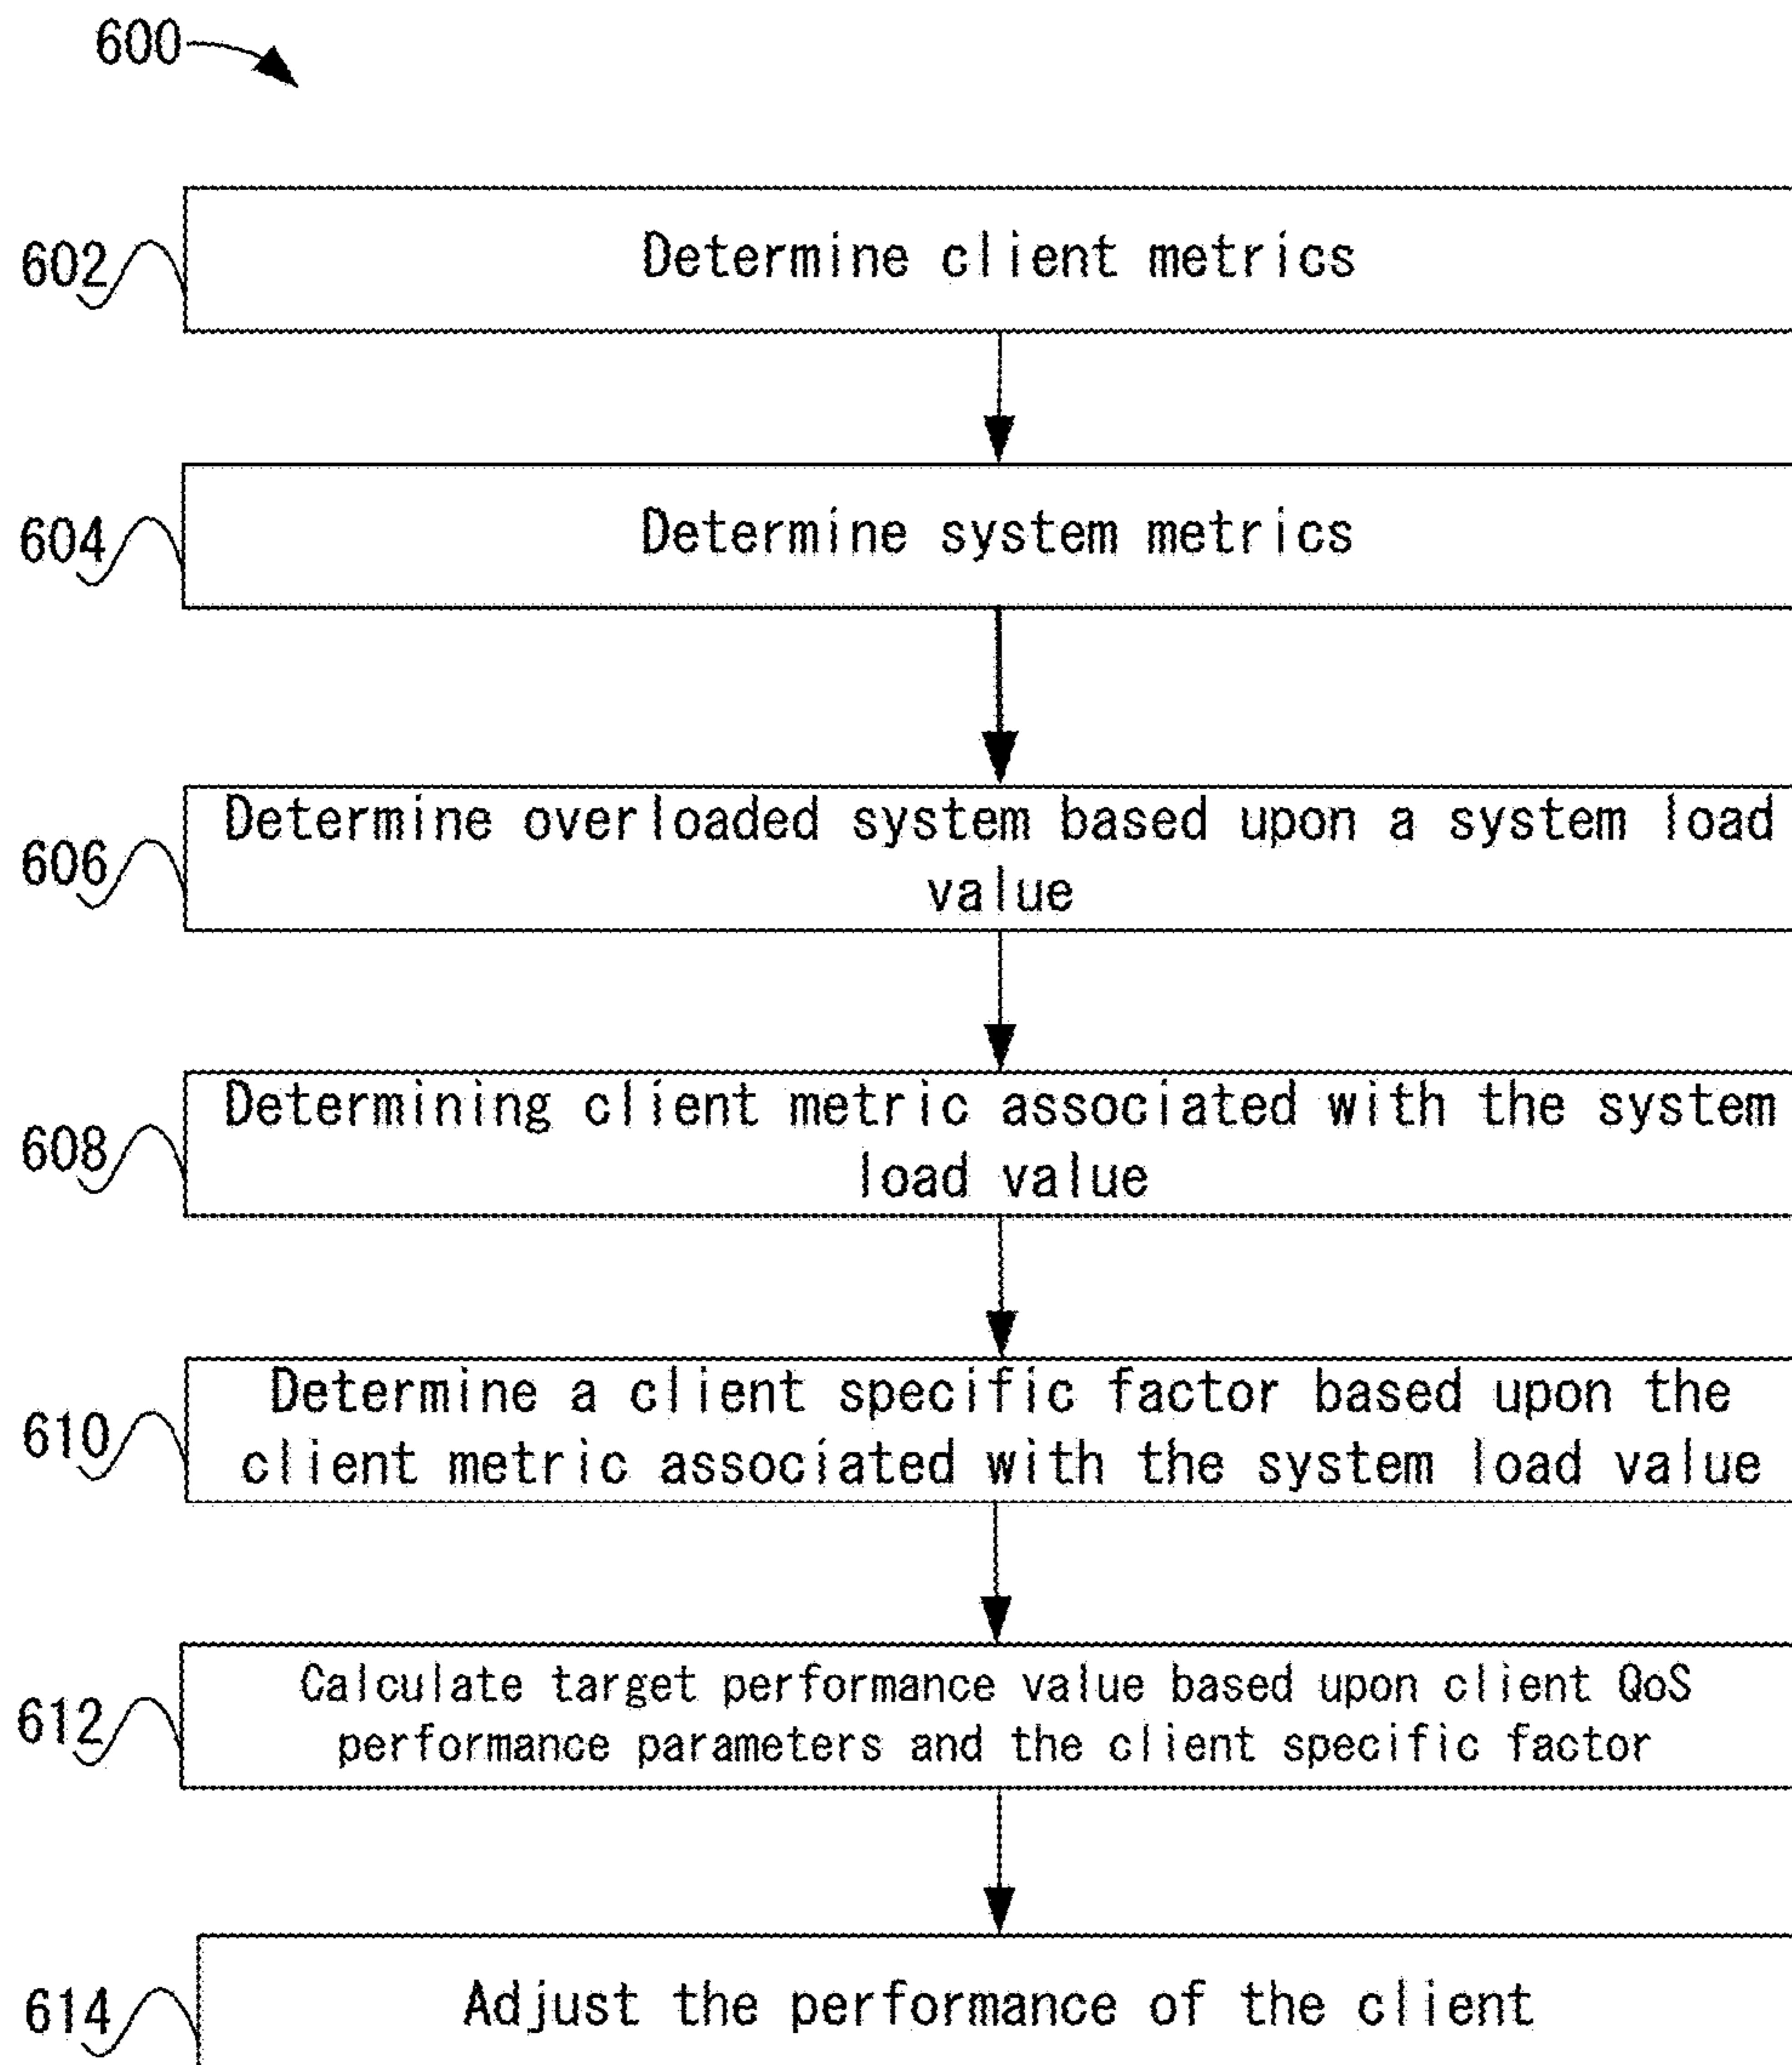 600
602
Determine client metrics
604
Determine system metrics
606
Determine overloaded system based upon a system load
value
608
Determining client metric associated with the system
load value
610
Determine a client specific factor based upon the
client metric associated with the system load value
612
Calculate target performance value based upon client QoS
performance parameters and the client specific factor
614
Adjust the performance of the client